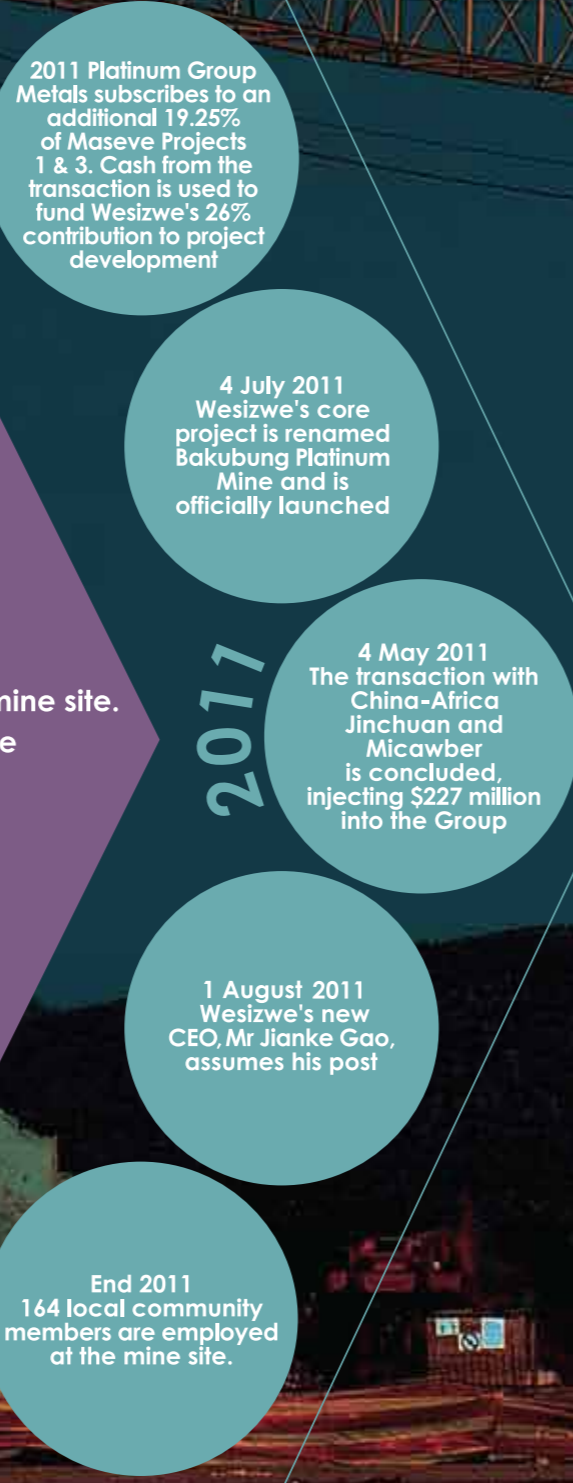 2011 Platinum Group
Metals subscribes to an
additional 19.25%
of Maseve Projects
1 & 3. Cash from the
transaction is used to
fund Wesizwe's 26%
contribution to project
development
4 July 2011
Wesizwe's core
project is renamed
Bakubung Platinum
Mine and is
officially launched
mine site.
e
2011
4 May 2011
The transaction with
China-Africa
Jinchuan and
Micawber
is concluded,
injecting $227 million
into the Group
1 August 2011
Wesizwe's new
CEO, Mr Jianke Gao,
assumes his post
End 2011
164 local community
members are employed
at the mine site.